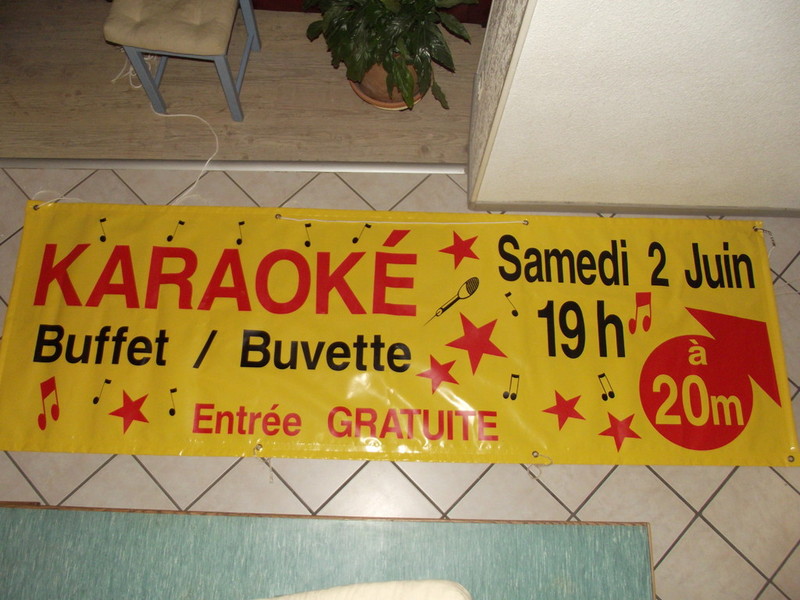 KARAOKÉ
Buffet / Buvette
Entrée GRATUITE
Samedi 2 Juin
19 h
à
20m